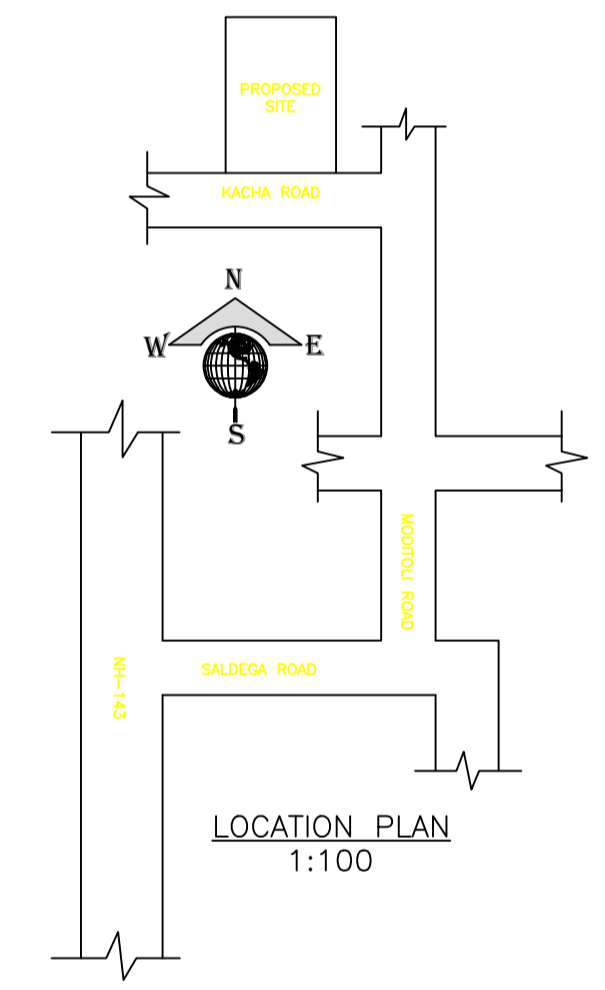 PROPOSED
SITE
KACHA ROAD
N
W
E
S
MODITOLI ROAD
SALDEGA ROAD
NH-143
LOCATION PLAN
1:100